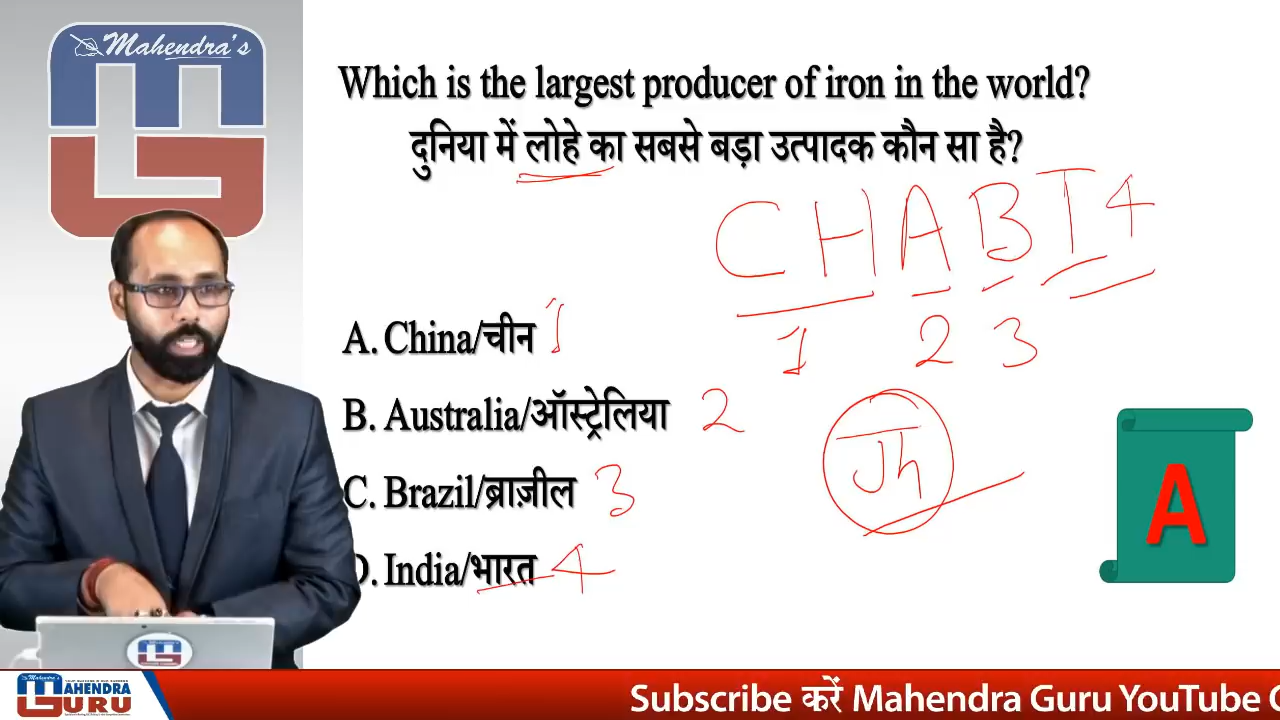 Mahendra's
Which is the largest producer of iron in the world?
दुनिया में लोहे का सबसे बड़ा उत्पादक कौन सा है?
CHABI4
1 2 3
A. China/चीन 1
B. Australia/ऑस्ट्रेलिया 2
Jh
C. Brazil/ब्राज़ील 3
A
D. India/भारत 4
MAHENDRA
GURU
Subscribe करें Mahendra Guru YouTube C